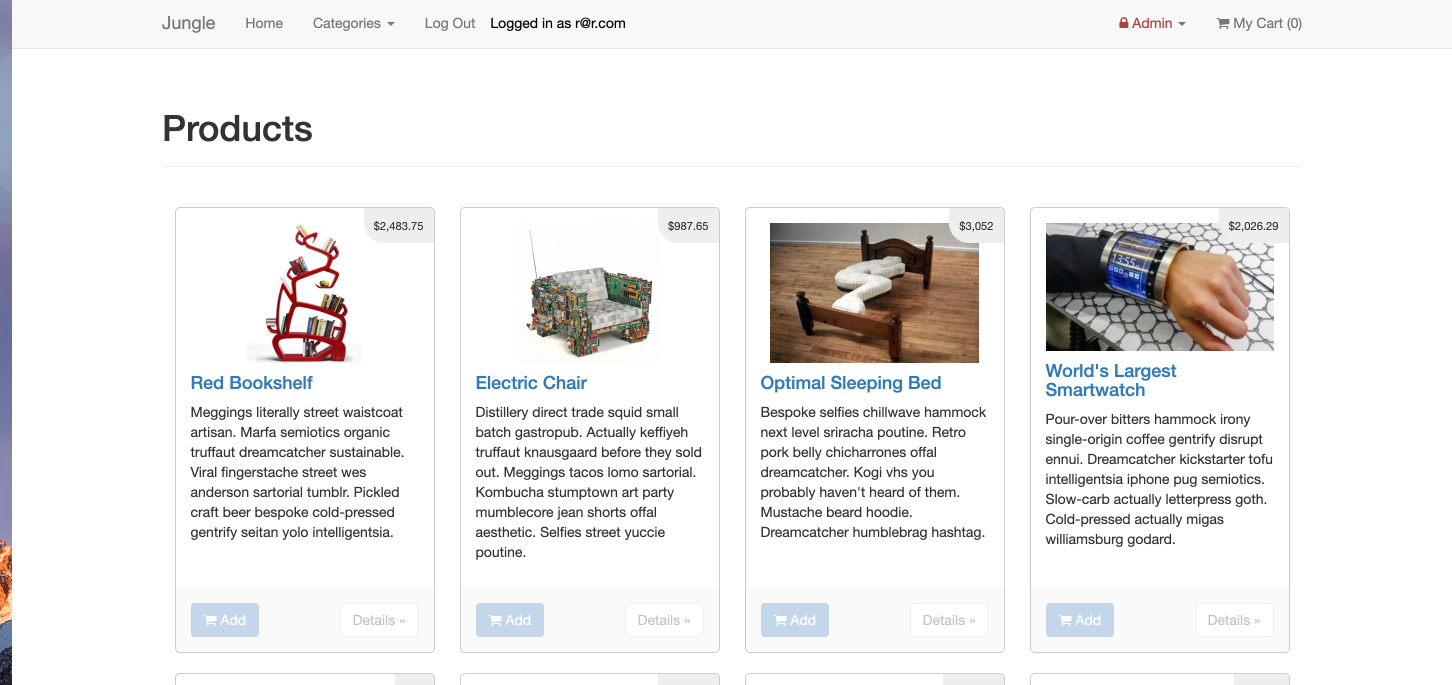 Jungle Home Categories Log Out Logged in as r@r.com Admin My Cart (0)
Products
$2,483.75
Red Bookshelf
Meggings literally street waistcoat
artisan. Marfa semiotics organic
truffaut dreamcatcher sustainable.
Viral fingerstache street wes
anderson sartorial tumblr. Pickled
craft beer bespoke cold-pressed
gentrify seitan yolo intelligentsia.
Add Details »
$987.65
Electric Chair
Distillery direct trade squid small
batch gastropub. Actually keffiyeh
truffaut knausgaard before they sold
out. Meggings tacos lomo sartorial.
Kombucha stumptown art party
mumblecore jean shorts offal
aesthetic. Selfies street yuccie
poutine.
Add Details »
$3,052
Optimal Sleeping Bed
Bespoke selfies chillwave hammock
next level sriracha poutine. Retro
pork belly chicharrones offal
dreamcatcher. Kogi vhs you
probably haven't heard of them.
Mustache beard hoodie.
Dreamcatcher humblebrag hashtag.
Add Details »
$2,026.29
13:55
World's Largest
Smartwatch
Pour-over bitters hammock irony
single-origin coffee gentrify disrupt
ennui. Dreamcatcher kickstarter tofu
intelligentsia iphone pug semiotics.
Slow-carb actually letterpress goth.
Cold-pressed actually migas
williamsburg godard.
Add Details »